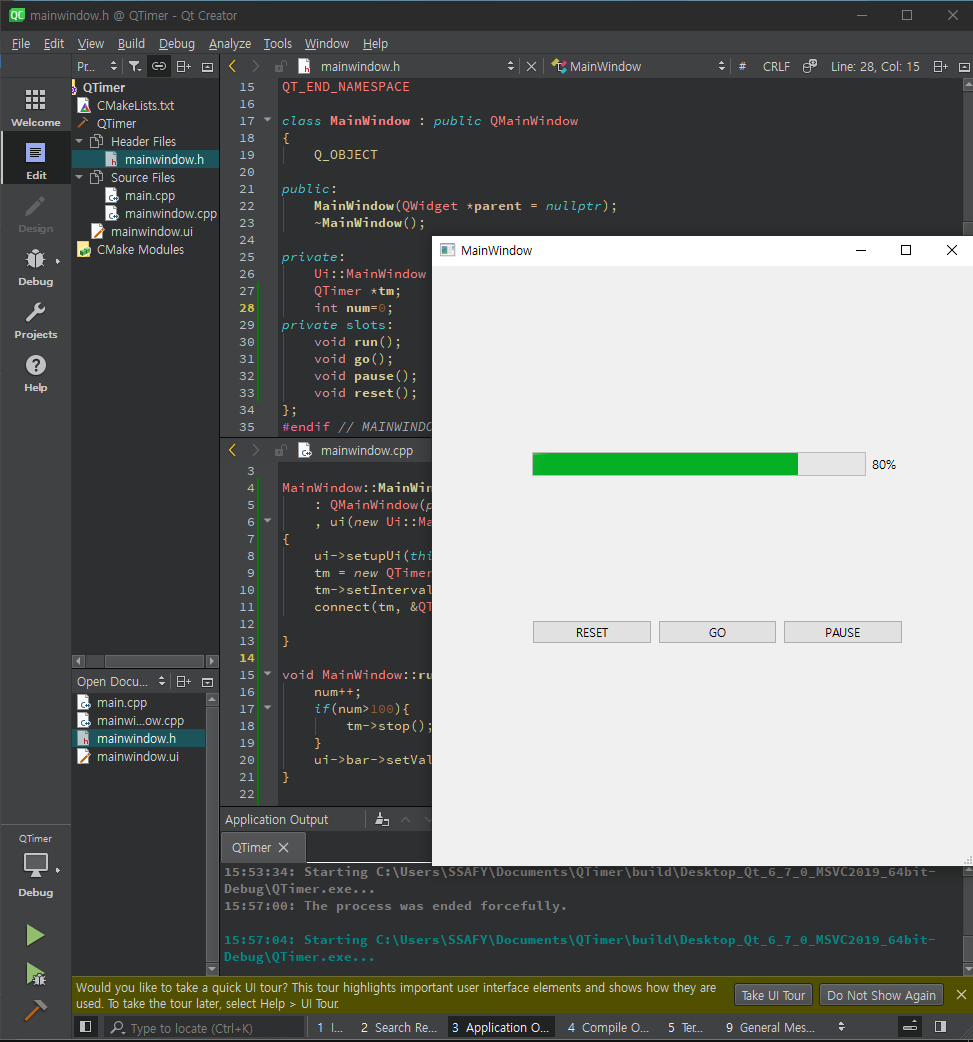 QC mainwindow.h @ QTimer - Qt Creator
File Edit View Build Debug Analyze Tools Window Help
Pr... mainwindow.h MainWindow # CRLF Line: 28, Col: 15
Welcome
Edit
Design
Debug
Projects
Help
QTimer
CMakeLists.txt
QTimer
Header Files
mainwindow.h
Source Files
main.cpp
mainwindow.cpp
mainwindow.ui
CMake Modules
15 QT_END_NAMESPACE
16
17 class MainWindow : public QMainWindow
18 {
19 Q_OBJECT
20
21 public:
22 MainWindow(QWidget *parent = nullptr);
23 ~MainWindow();
24
25 private:
26 Ui::MainWindow
27 QTimer *tm;
28 int num=0;
29 private slots:
30 void run();
31 void go();
32 void pause();
33 void reset();
34 };
35 #endif // MAINWINDO
MainWindow
80%
RESET GO PAUSE
mainwindow.cpp
3
4 MainWindow::MainWin
5 : QMainWindow(p
6 , ui(new Ui::Ma
7 {
8 ui->setupUi(thi
9 tm = new QTimer
10 tm->setInterval
11 connect(tm, &QT
12
13 }
14
15 void MainWindow::ru
16 num++;
17 if(num>100){
18 tm->stop();
19 }
20 ui->bar->setVal
21 }
22
Open Docu...
main.cpp
mainwi...ow.cpp
mainwindow.h
mainwindow.ui
QTimer
Debug
Application Output
QTimer
15:53:34: Starting C:\Users\SSAFY\Documents\QTimer\build\Desktop_Qt_6_7_0_MSVC2019_64bit-
Debug\QTimer.exe...
15:57:00: The process was ended forcefully.
15:57:04: Starting C:\Users\SSAFY\Documents\QTimer\build\Desktop_Qt_6_7_0_MSVC2019_64bit-
Debug\QTimer.exe...
Would you like to take a quick UI tour? This tour highlights important user interface elements and shows how they are
used. To take the tour later, select Help > UI Tour.
Take UI Tour Do Not Show Again
Type to locate (Ctrl+K) 1 I... 2 Search Re... 3 Application O... 4 Compile O... 5 Ter... 9 General Mes...